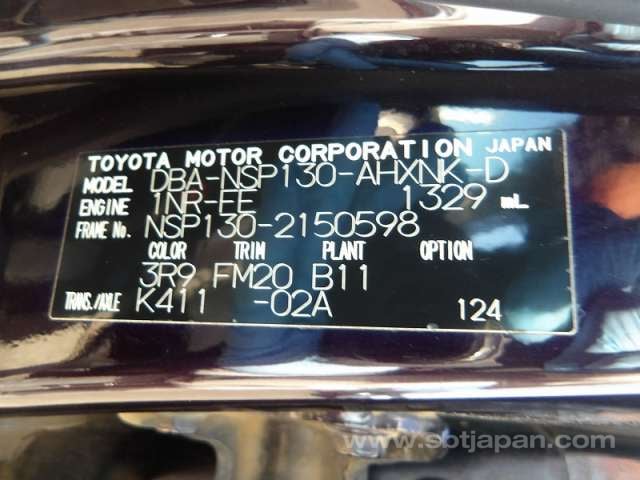 TOYOTA MOTOR CORPORATION JAPAN
MODEL DBA-NSP130-AHXNK-D
ENGINE 1NR-FE 1329 mL
FRAME No. NSP130-2150598
COLOR TRIM PLANT OPTION
3R9 FM20 B11
TRANS./AXLE K411 -02A 124
www.sbtjapan.com